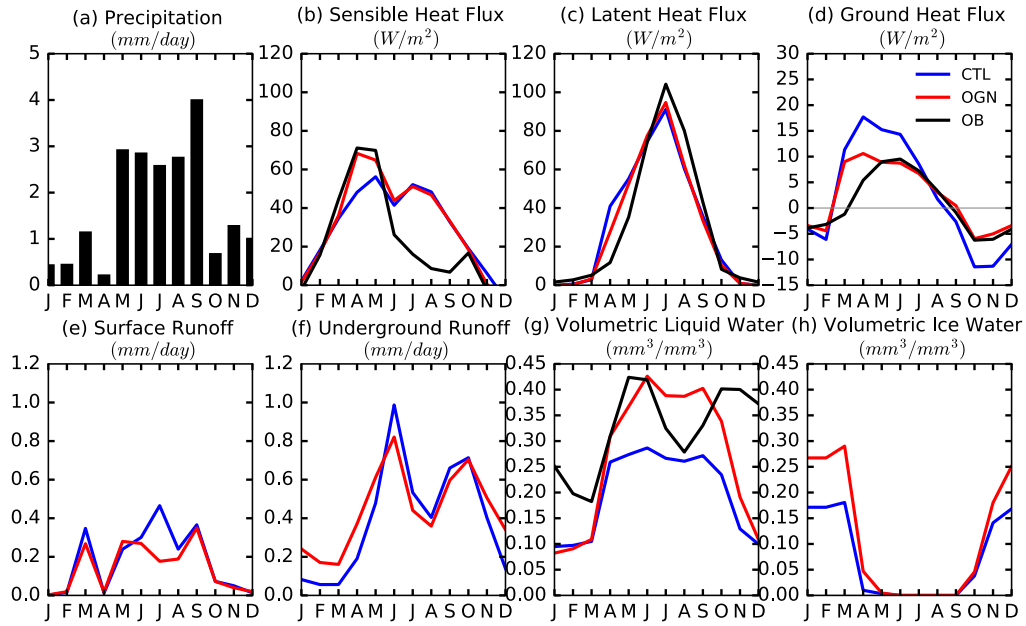 (a) Precipitation (b) Sensible Heat Flux (c) Latent Heat Flux (d) Ground Heat Flux
(mm/day) (W/m²) (W/m²) (W/m²)
5 120 120 30
4 100 100 25
3 80 80 20
2 60 60 15
1 40 40 10
0 20 20 5
0 0 0
−5
−10
−15
CTL
OGN
OB
J F M A M J J A S O N D J F M A M J J A S O N D J F M A M J J A S O N D J F M A M J J A S O N D
(e) Surface Runoff (f) Underground Runoff (g) Volumetric Liquid Water (h) Volumetric Ice Water
(mm/day) (mm/day) (mm³/mm³) (mm³/mm³)
1.2 1.2 0.45 0.45
1.0 1.0 0.40 0.40
0.8 0.8 0.35 0.35
0.6 0.6 0.30 0.30
0.4 0.4 0.25 0.25
0.2 0.2 0.20 0.20
0.0 0.0 0.15 0.15
0.10 0.10
0.05 0.05
0.00 0.00
J F M A M J J A S O N D J F M A M J J A S O N D J F M A M J J A S O N D J F M A M J J A S O N D